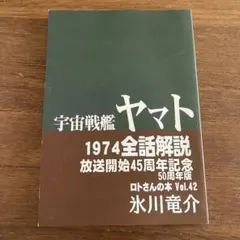 宇宙戦艦ヤマト
1974全話解説
放送開始45周年記念
50周年版
ロトさんの本 Vol.42
氷川竜介